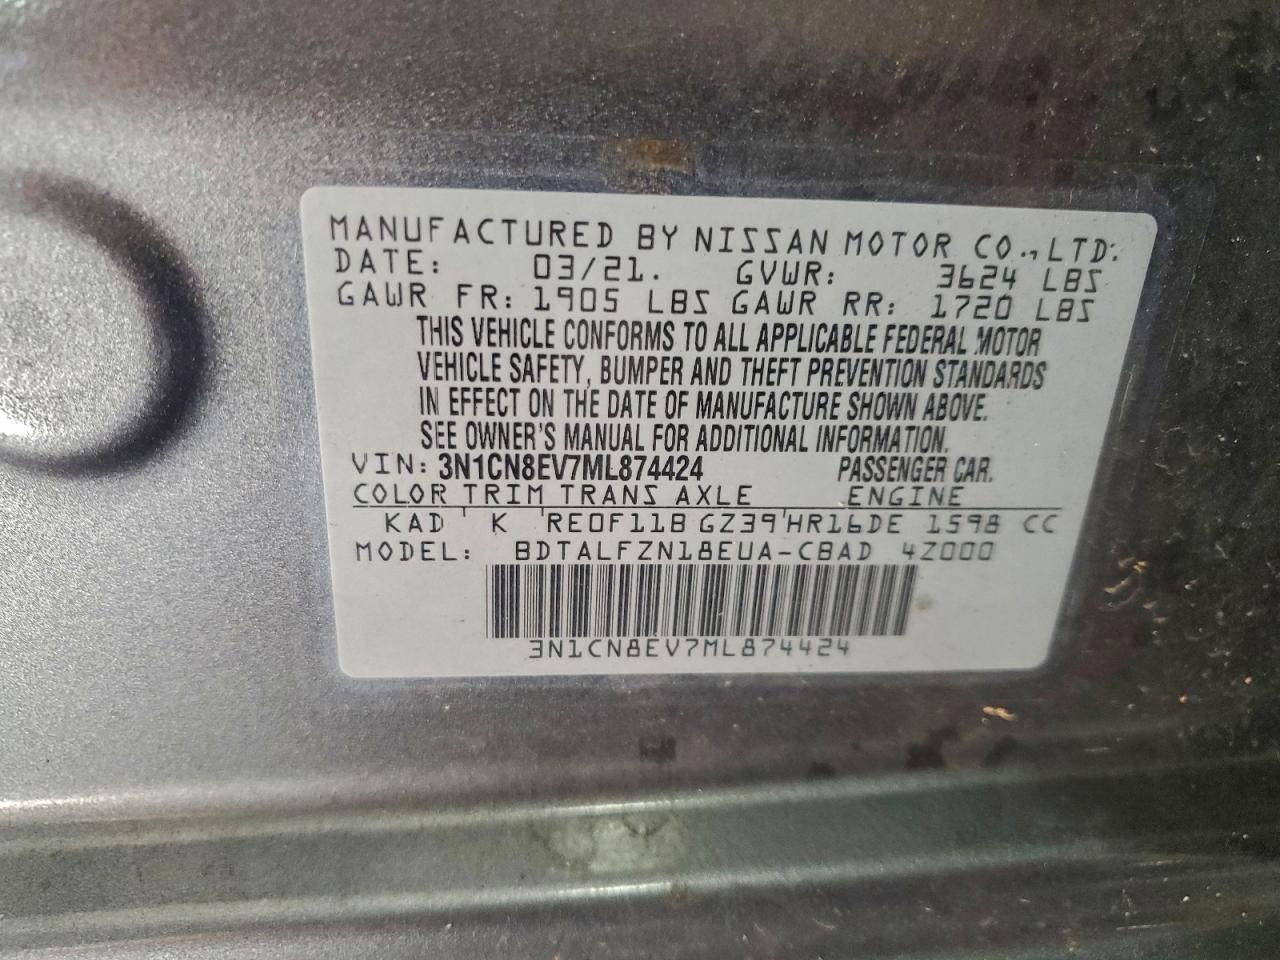 MANUFACTURED BY NISSAN MOTOR CO., LTD.
DATE: 03/21. GVWR: 3624 LBS
GAWR FR: 1905 LBS GAWR RR: 1720 LBS
THIS VEHICLE CONFORMS TO ALL APPLICABLE FEDERAL MOTOR
VEHICLE SAFETY, BUMPER AND THEFT PREVENTION STANDARDS
IN EFFECT ON THE DATE OF MANUFACTURE SHOWN ABOVE.
SEE OWNER'S MANUAL FOR ADDITIONAL INFORMATION.
VIN: 3N1CN8EV7ML874424 PASSENGER CAR.
COLOR TRIM TRANS AXLE ENGINE
KAD K RE0F11B GZ39 HR16DE 1598 CC
MODEL: BDTALFZN18EUA-CBAD 4Z000
3N1CN8EV7ML874424